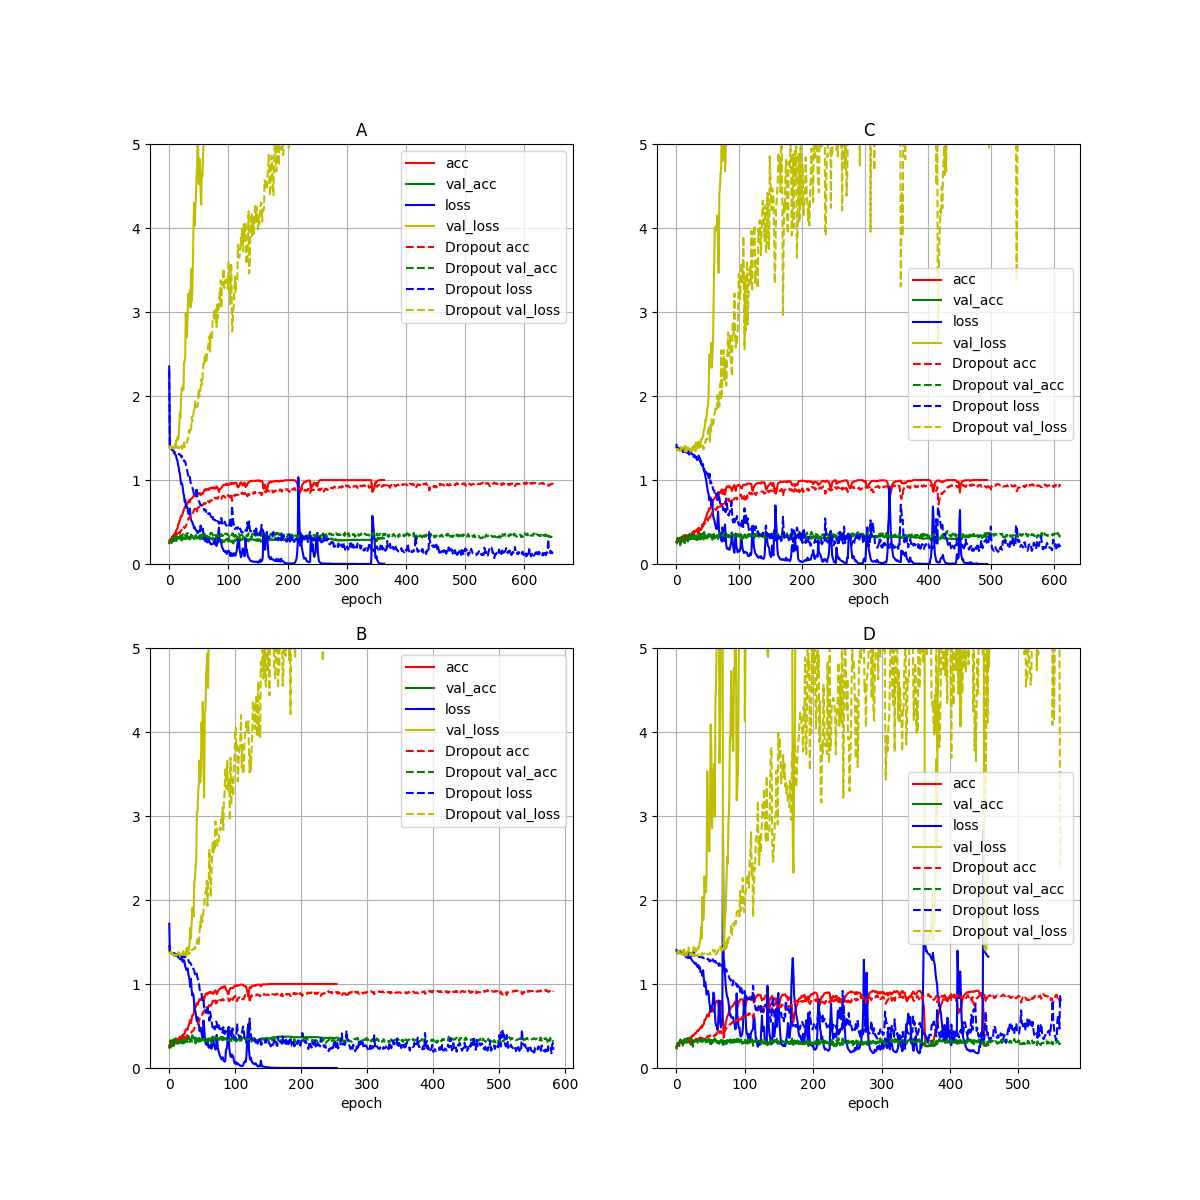 A
5
4
3
2
1
0
0 100 200 300 400 500 600
epoch
acc
val_acc
loss
val_loss
Dropout acc
Dropout val_acc
Dropout loss
Dropout val_loss
C
5
4
3
2
1
0
0 100 200 300 400 500 600
epoch
acc
val_acc
loss
val_loss
Dropout acc
Dropout val_acc
Dropout loss
Dropout val_loss
B
5
4
3
2
1
0
0 100 200 300 400 500 600
epoch
acc
val_acc
loss
val_loss
Dropout acc
Dropout val_acc
Dropout loss
Dropout val_loss
D
5
4
3
2
1
0
0 100 200 300 400 500
epoch
acc
val_acc
loss
val_loss
Dropout acc
Dropout val_acc
Dropout loss
Dropout val_loss